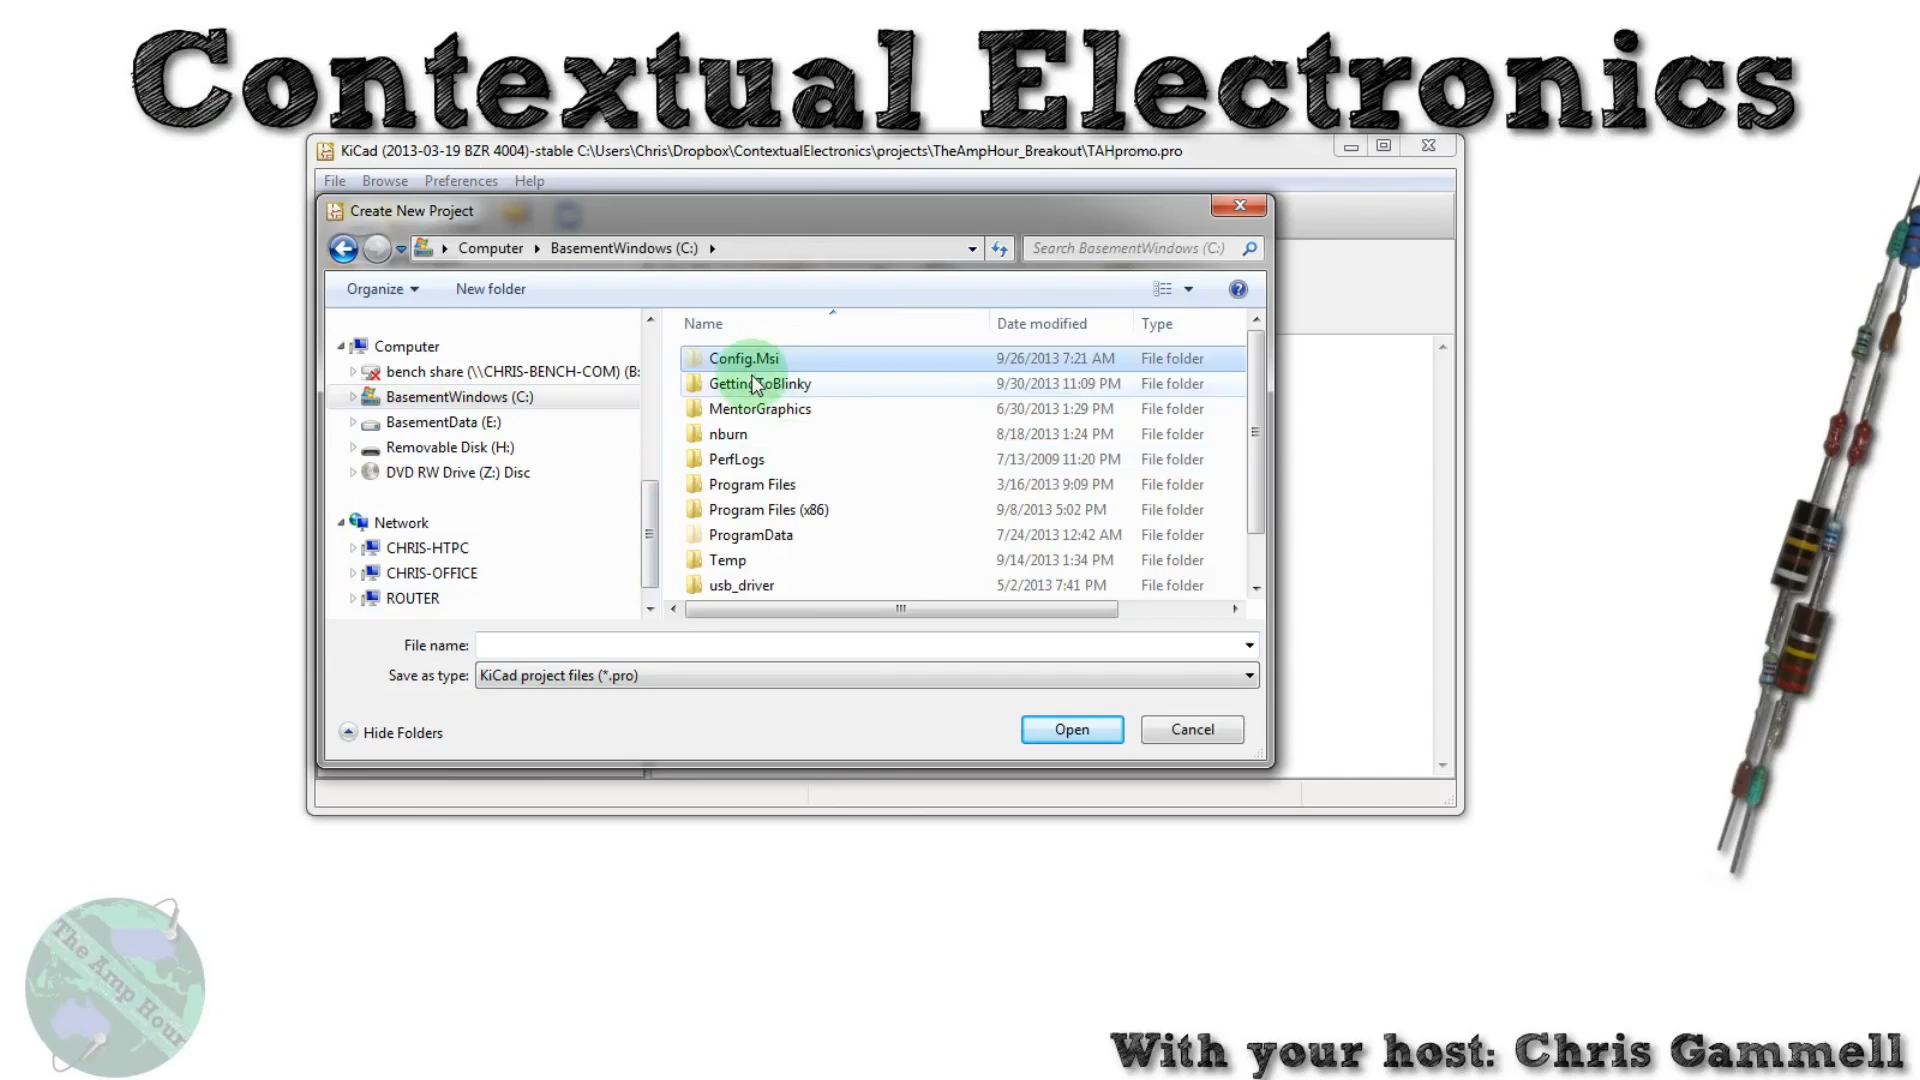 Contextual Electronics
KiCad (2013-03-19 BZR 4004)-stable C:\Users\Chris\Dropbox\ContextualElectronics\projects\TheAmpHour_Breakout\TAHpromo.pro
File Browse Preferences Help
Create New Project
Computer BasementWindows (C:)
Search BasementWindows (C:)
Organize New folder
Name Date modified Type
Computer
bench share (\\CHRIS-BENCH-COM) (B:
BasementWindows (C:)
BasementData (E:)
Removable Disk (H:)
DVD RW Drive (Z:) Disc
Network
CHRIS-HTPC
CHRIS-OFFICE
ROUTER
Config.Msi 9/26/2013 7:21 AM File folder
GettingToBlinky 9/30/2013 11:09 PM File folder
MentorGraphics 6/30/2013 1:29 PM File folder
nburn 8/18/2013 1:24 PM File folder
PerfLogs 7/13/2009 11:20 PM File folder
Program Files 3/16/2013 9:09 PM File folder
Program Files (x86) 9/8/2013 5:02 PM File folder
ProgramData 7/24/2013 12:42 AM File folder
Temp 9/14/2013 1:34 PM File folder
usb_driver 5/2/2013 7:41 PM File folder
File name:
Save as type: KiCad project files (*.pro)
Hide Folders
Open Cancel
The Amp Hour
With your host: Chris Gammell